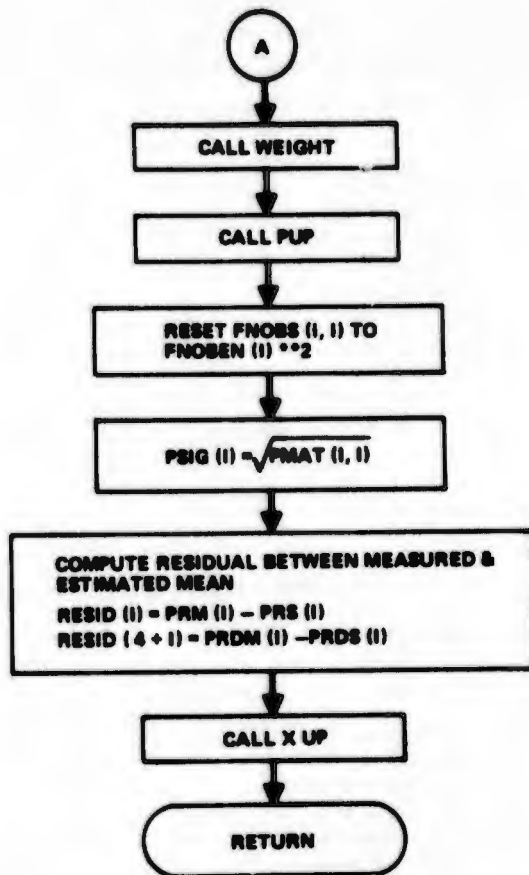 A
CALL WEIGHT
CALL PUP
RESET FNOBS (I, I) TO
FNOBEN (I) **2
PSIG (I) = √PMAT (I, I)
COMPUTE RESIDUAL BETWEEN MEASURED &
ESTIMATED MEAN
RESID (I) = PRM (I) – PRS (I)
RESID ( 4 + I) = PRDM (I) –PRDS (I)
CALL X UP
RETURN